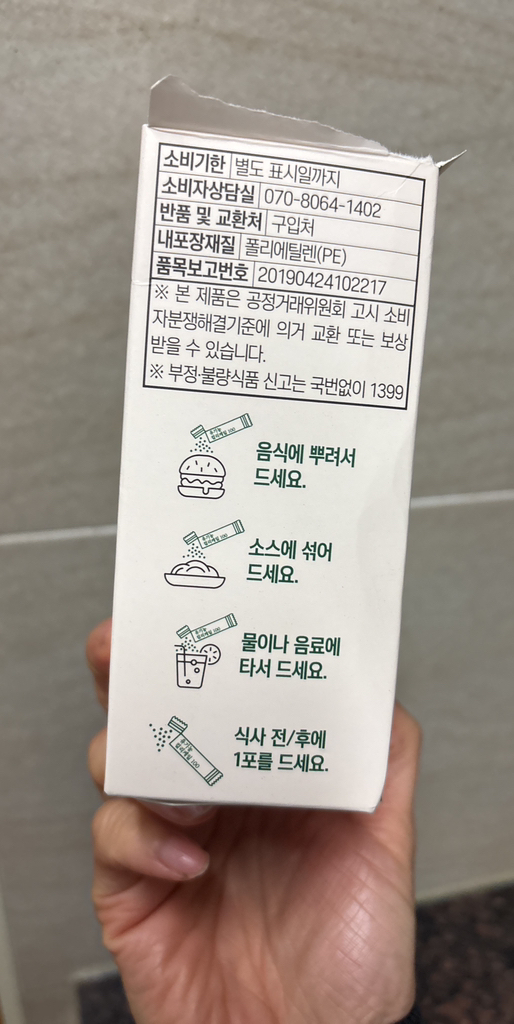 소비기한 별도 표시일까지
소비자상담실 070-8064-1402
반품 및 교환처 구입처
내포장재질 폴리에틸렌(PE)
품목보고번호 20190424102217
※ 본 제품은 공정거래위원회 고시 소비
자분쟁해결기준에 의거 교환 또는 보상
받을 수 있습니다.
※ 부정·불량식품 신고는 국번없이 1399
음식에 뿌려서
드세요.
소스에 섞어
드세요.
물이나 음료에
타서 드세요.
식사 전/후에
1포를 드세요.